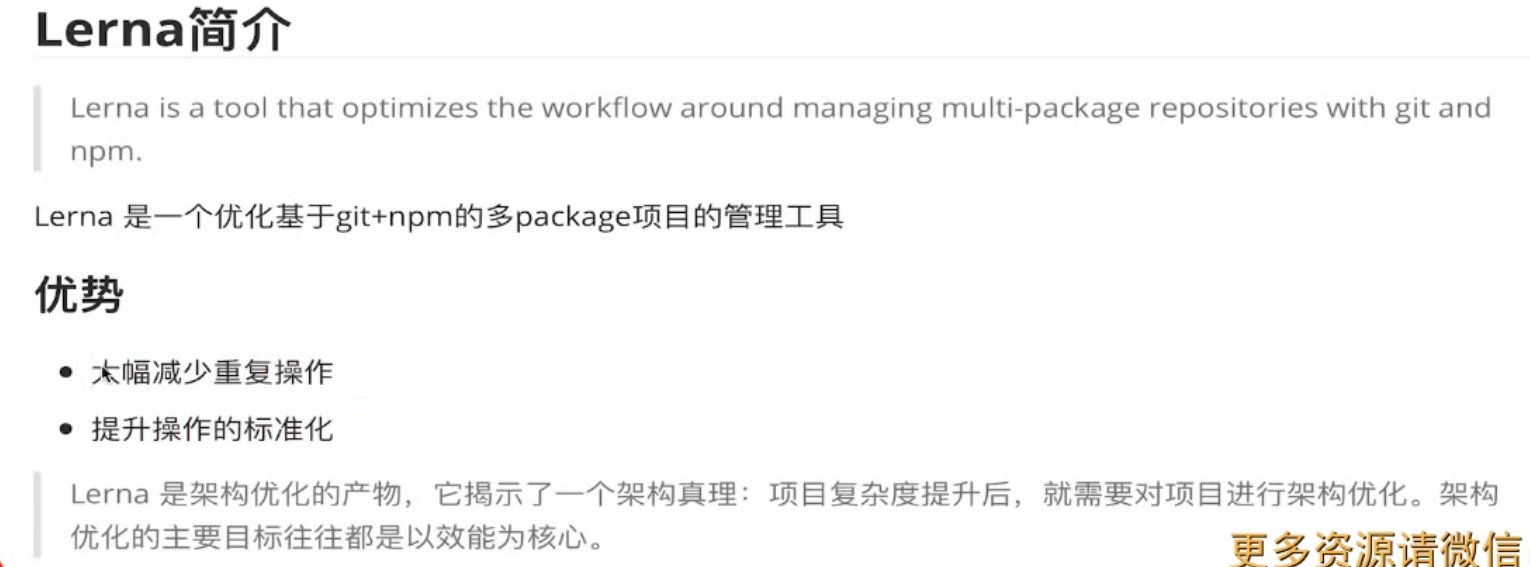 Lerna简介
Lerna is a tool that optimizes the workflow around managing multi-package repositories with git and
npm.
Lerna 是一个优化基于git+npm的多package项目的管理工具
优势
大幅减少重复操作
提升操作的标准化
Lerna 是架构优化的产物，它揭示了一个架构真理：项目复杂度提升后，就需要对项目进行架构优化。架构
优化的主要目标往往都是以效能为核心。
更多资源请微信